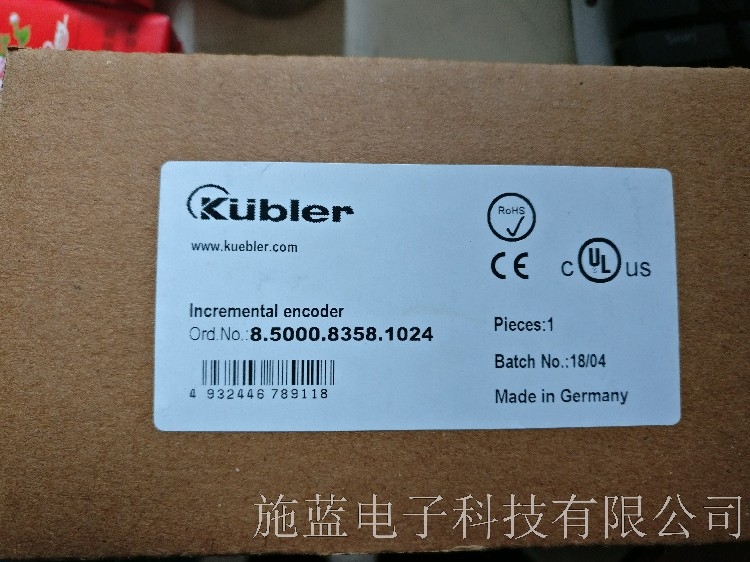 Kübler
www.kuebler.com
RoHS
CE
c UL us
Incremental encoder
Ord.No.:8.5000.8358.1024
4 932446 789118
Pieces:1
Batch No.:18/04
Made in Germany
施蓝电子科技有限公司